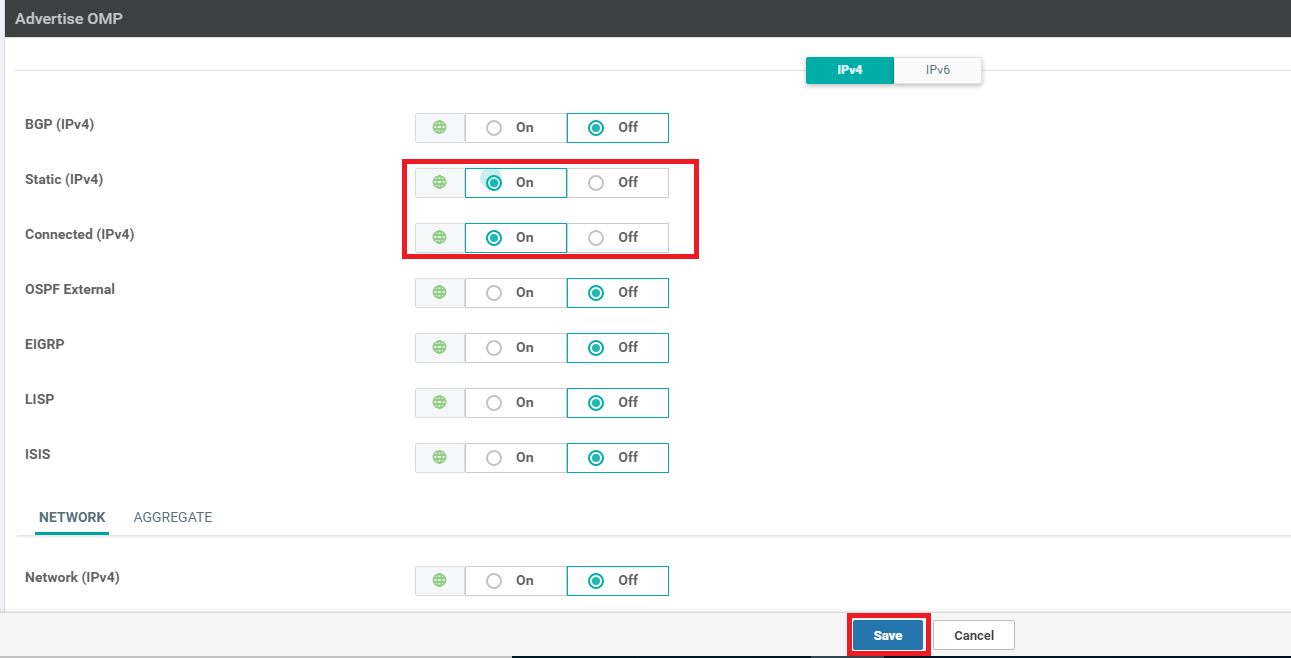 Advertise OMP
IPv4 IPv6
BGP (IPv4) On Off
Static (IPv4) On Off
Connected (IPv4) On Off
OSPF External On Off
EIGRP On Off
LISP On Off
ISIS On Off
NETWORK AGGREGATE
Network (IPv4) On Off
Save Cancel